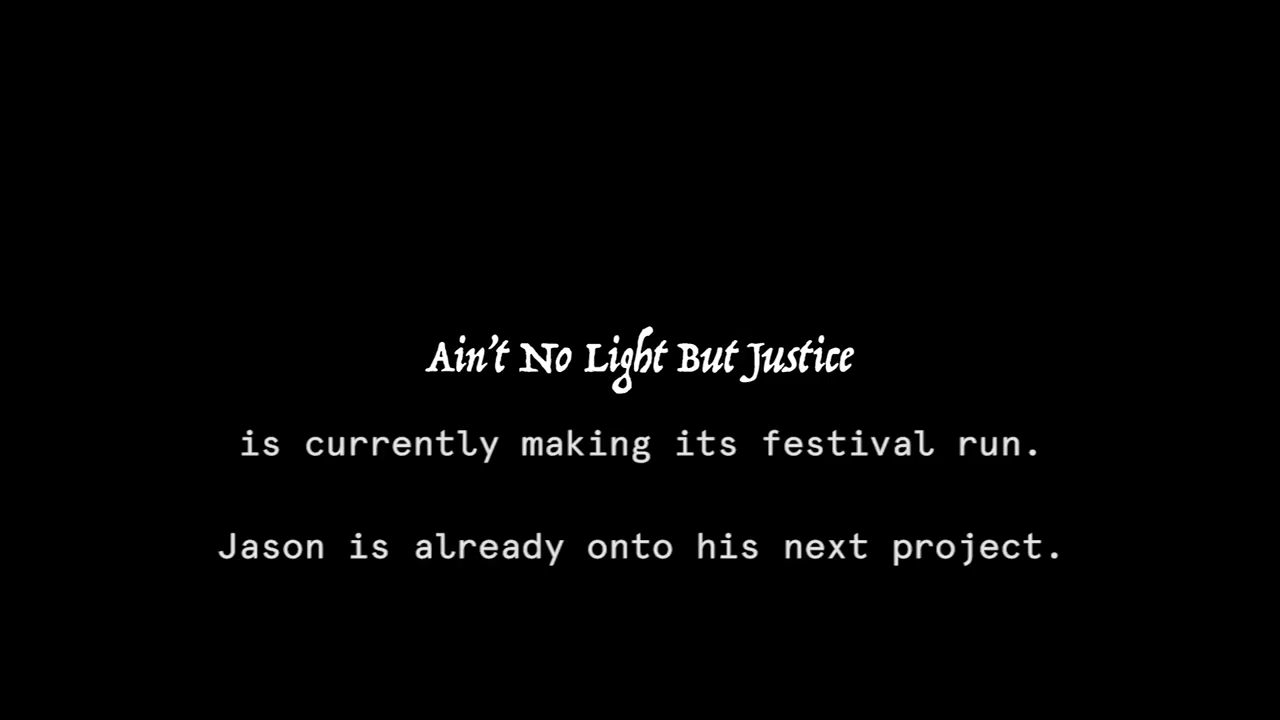 Ain't No Light But Justice
is currently making its festival run.
Jason is already onto his next project.